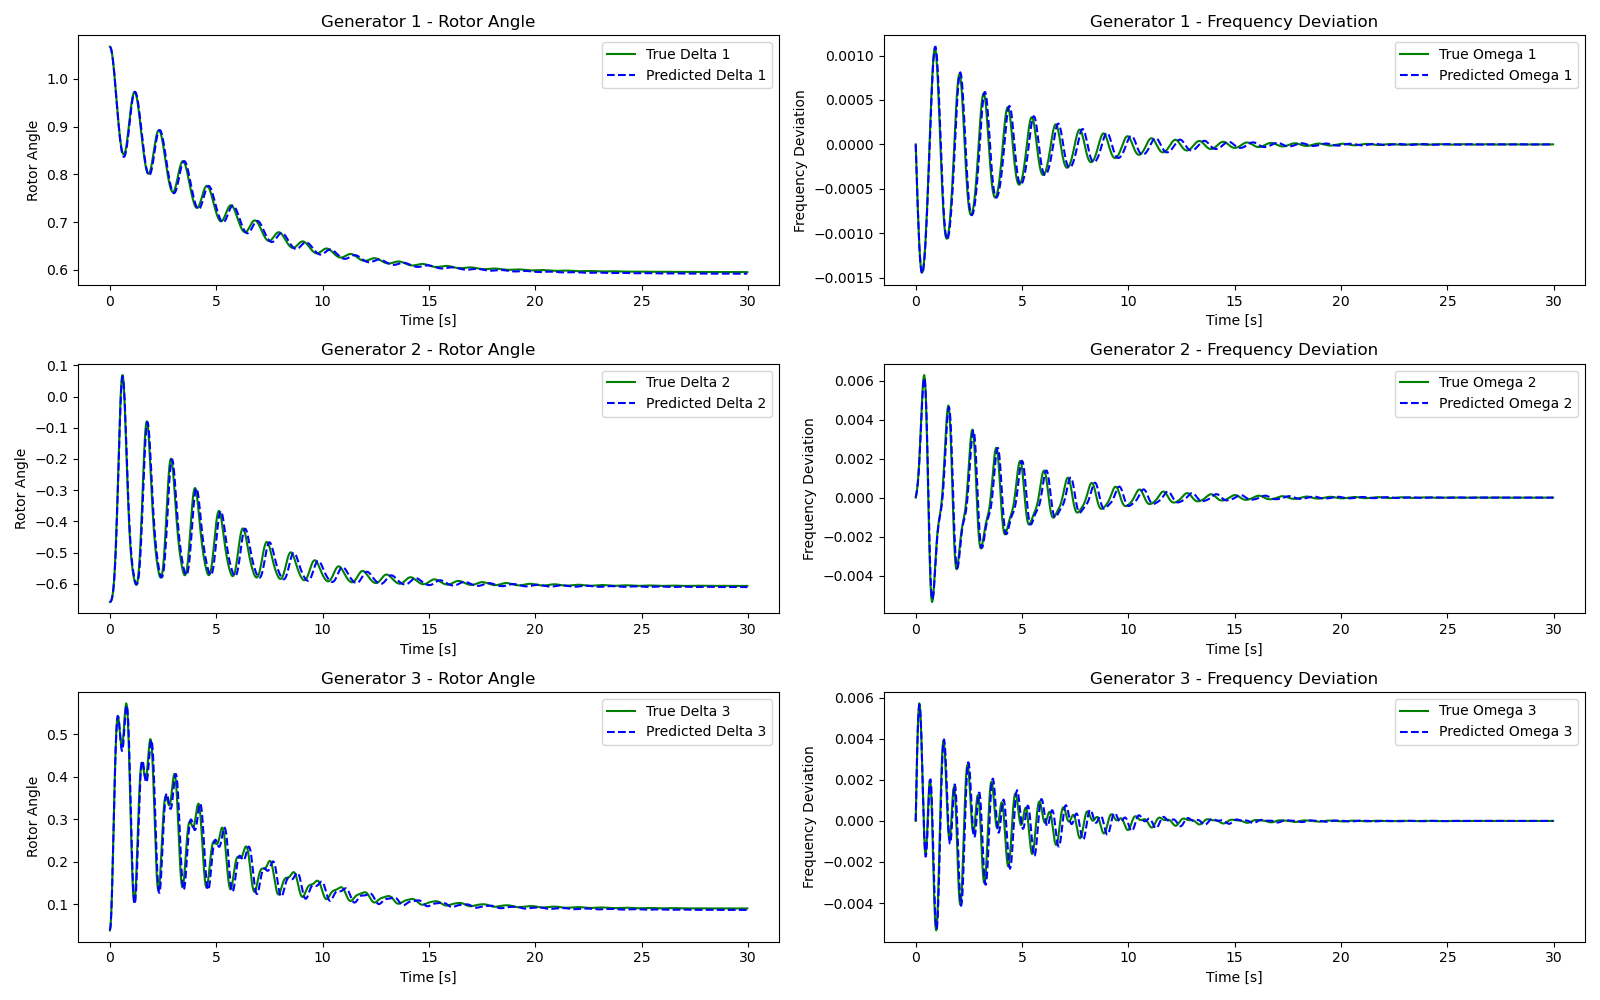 Generator 1 - Rotor Angle
Rotor Angle
1.0
0.9
0.8
0.7
0.6
True Delta 1
Predicted Delta 1
0 5 10 15 20 25 30
Time [s]
Generator 1 - Frequency Deviation
Frequency Deviation
0.0010
0.0005
0.0000
−0.0005
−0.0010
−0.0015
True Omega 1
Predicted Omega 1
0 5 10 15 20 25 30
Time [s]
Generator 2 - Rotor Angle
Rotor Angle
0.1
0.0
−0.1
−0.2
−0.3
−0.4
−0.5
−0.6
True Delta 2
Predicted Delta 2
0 5 10 15 20 25 30
Time [s]
Generator 2 - Frequency Deviation
Frequency Deviation
0.006
0.004
0.002
0.000
−0.002
−0.004
True Omega 2
Predicted Omega 2
0 5 10 15 20 25 30
Time [s]
Generator 3 - Rotor Angle
Rotor Angle
0.5
0.4
0.3
0.2
0.1
True Delta 3
Predicted Delta 3
0 5 10 15 20 25 30
Time [s]
Generator 3 - Frequency Deviation
Frequency Deviation
0.006
0.004
0.002
0.000
−0.002
−0.004
True Omega 3
Predicted Omega 3
0 5 10 15 20 25 30
Time [s]